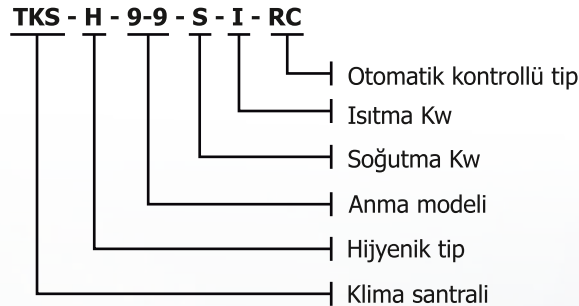 TKS - H - 9-9 - S - I - RC
Otomatik kontrollü tip
Isıtma Kw
Soğutma Kw
Anma modeli
Hijyenik tip
Klima santrali